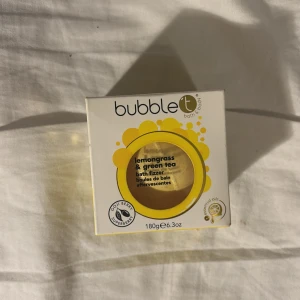 bubble t
lemongrass
& green tea
bath fizzer
boules de bain
effervescentes
180g℮6.3oz